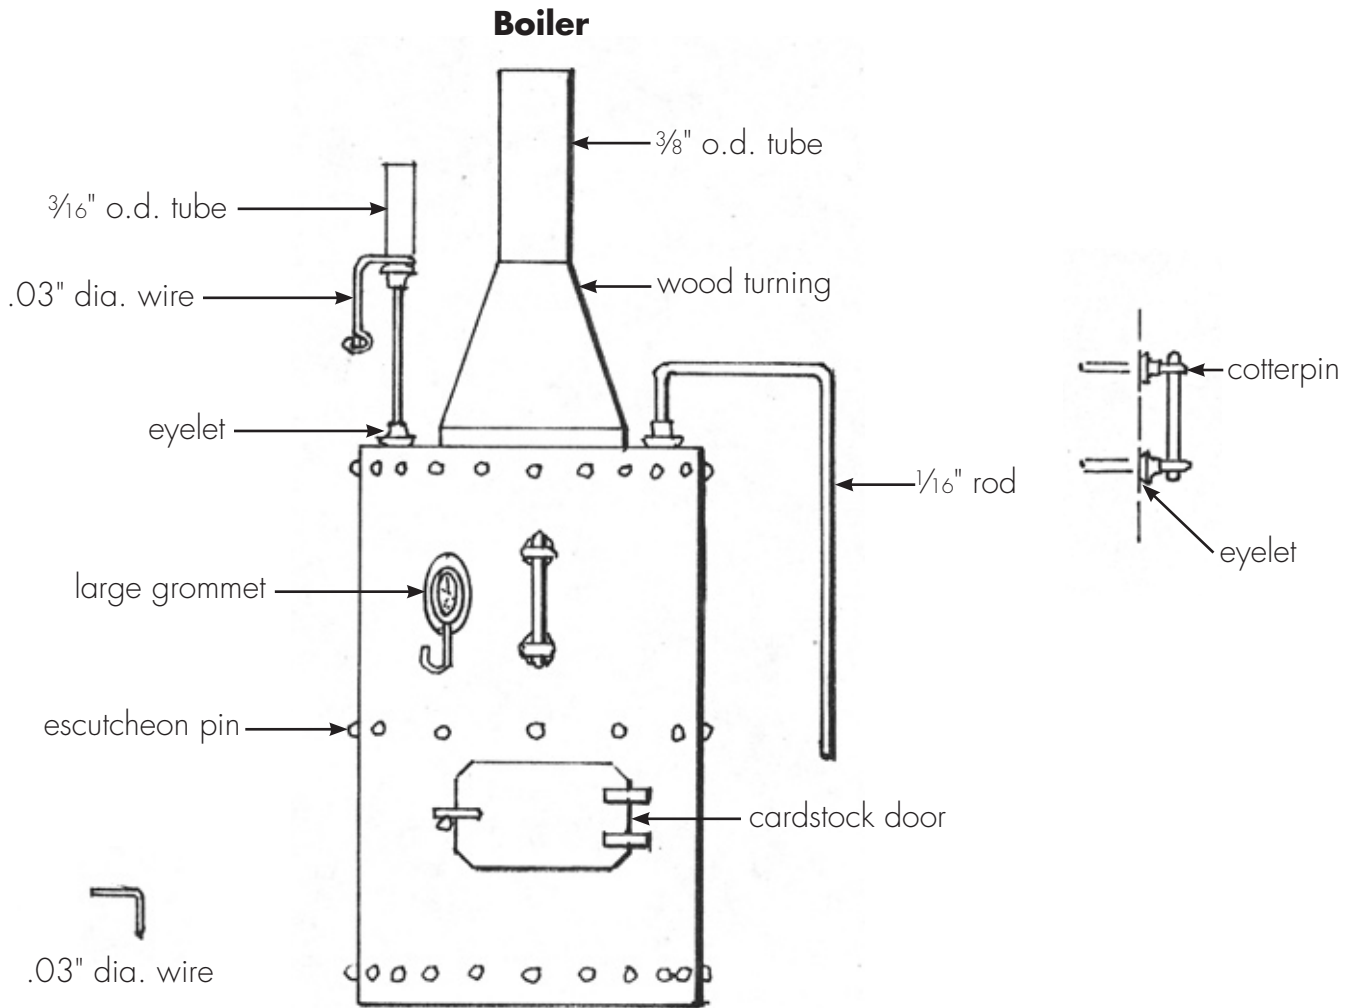 Boiler
⅜" o.d. tube
3⁄16" o.d. tube
wood turning
.03" dia. wire
cotterpin
eyelet
1⁄16" rod
eyelet
large grommet
escutcheon pin
cardstock door
.03" dia. wire